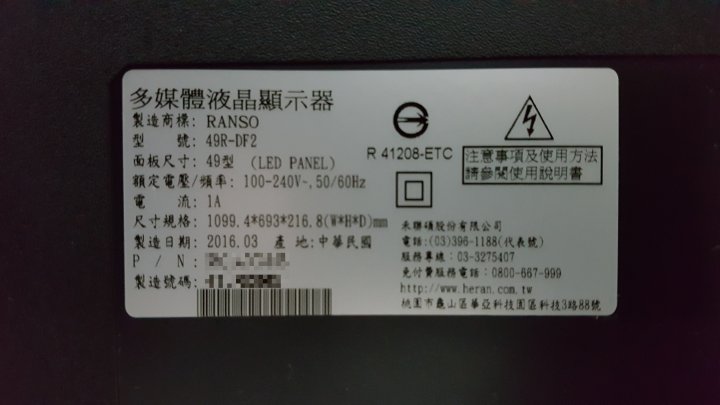 多媒體液晶顯示器
製造商標: RANSO
型 號: 49R-DF2
面板尺寸: 49型 (LED PANEL)
額定電壓/頻率: 100-240V~,50/60Hz
電 流: 1A
尺寸規格: 1099.4*693*216.8(W*H*D)mm
製造日期: 2016.03 產 地:中華民國
P / N :
製造號碼:
R 41208-ETC
注意事項及使用方法
請參閱使用說明書
禾聯碩股份有限公司
電話:(03)396-1188(代表號)
服務專線：03-3275407
免付費服務電話：0800-667-999
http://www.heran.com.tw
桃園市龜山區華亞科技園區科技3路88號